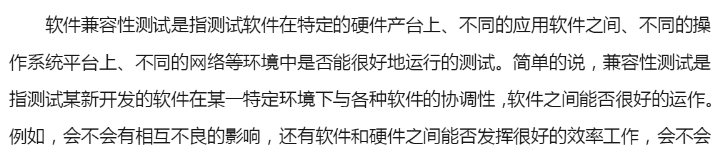 软件兼容性测试是指测试软件在特定的硬件产台上、不同的应用软件之间、不同的操
作系统平台上、不同的网络等环境中是否能很好地运行的测试。简单的说，兼容性测试是
指测试某新开发的软件在某一特定环境下与各种软件的协调性，软件之间能否很好的运作。
例如，会不会有相互不良的影响，还有软件和硬件之间能否发挥很好的效率工作，会不会